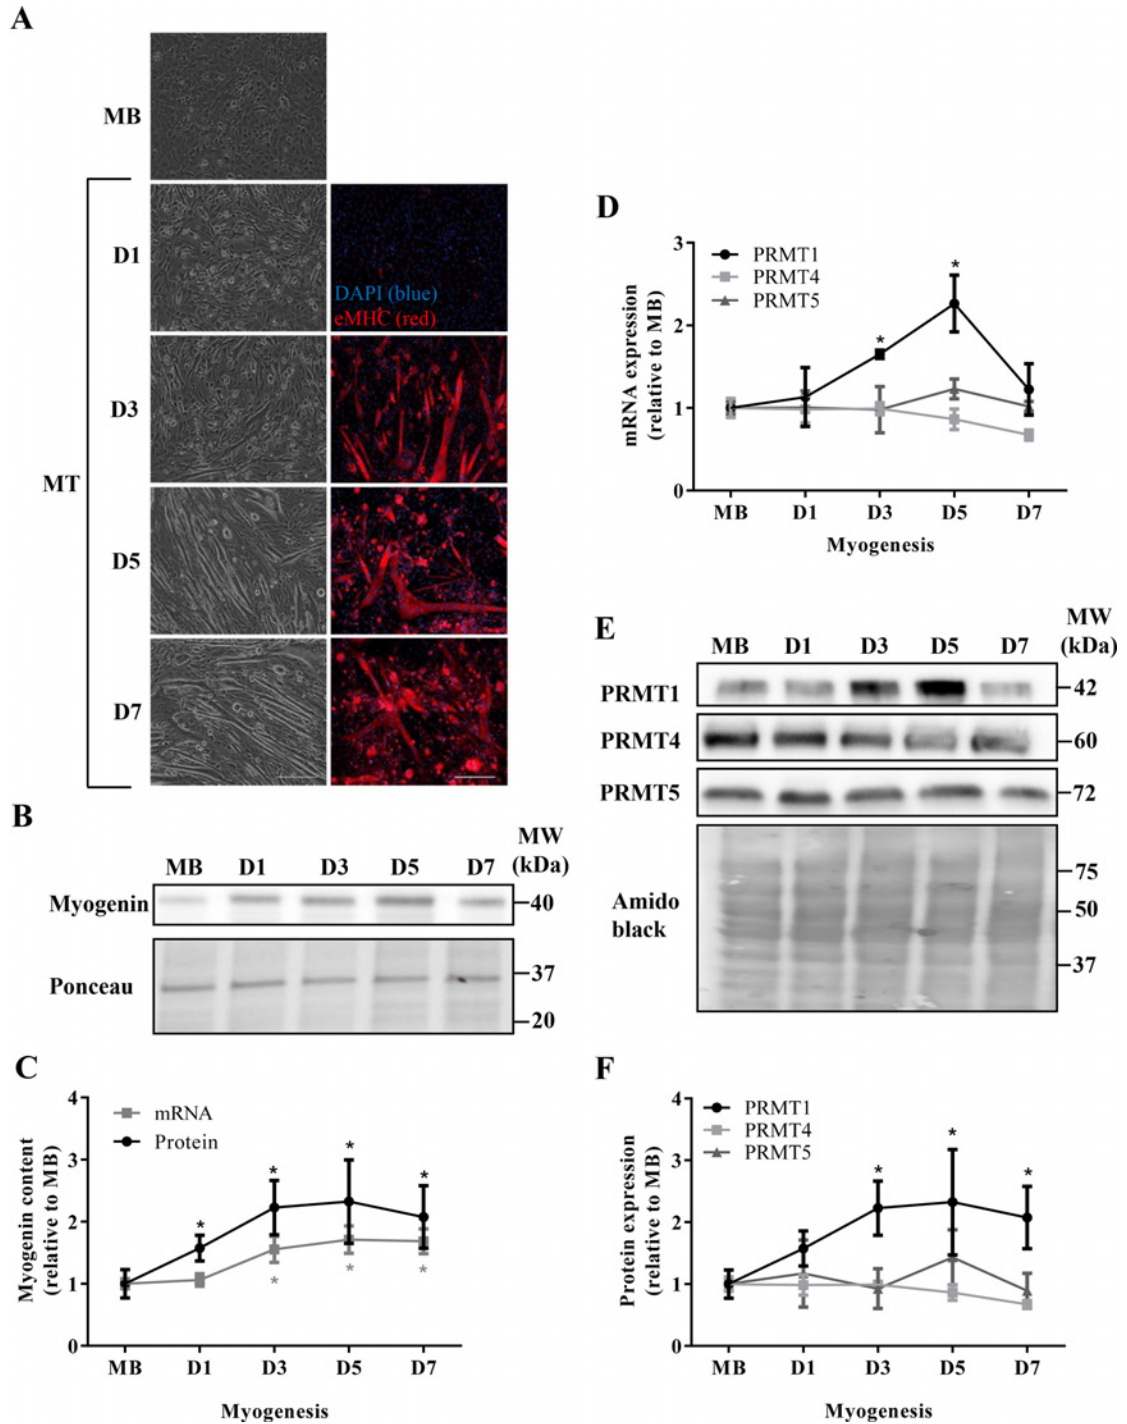 A
MB
MT
D1
DAPI (blue)
eMHC (red)
D3
D5
D7
B
MW
(kDa)
MB D1 D3 D5 D7
Myogenin
40
Ponceau
37
20
C
Myogenin content
(relative to MB)
4
3
2
1
0
mRNA
Protein
* * * *
* * *
MB D1 D3 D5 D7
Myogenesis
D
mRNA expression
(relative to MB)
3
2
1
0
PRMT1
PRMT4
PRMT5
* *
MB D1 D3 D5 D7
Myogenesis
E
MW
(kDa)
MB D1 D3 D5 D7
PRMT1
42
PRMT4
60
PRMT5
72
Amido
black
75
50
37
F
Protein expression
(relative to MB)
4
3
2
1
0
PRMT1
PRMT4
PRMT5
* * *
MB D1 D3 D5 D7
Myogenesis